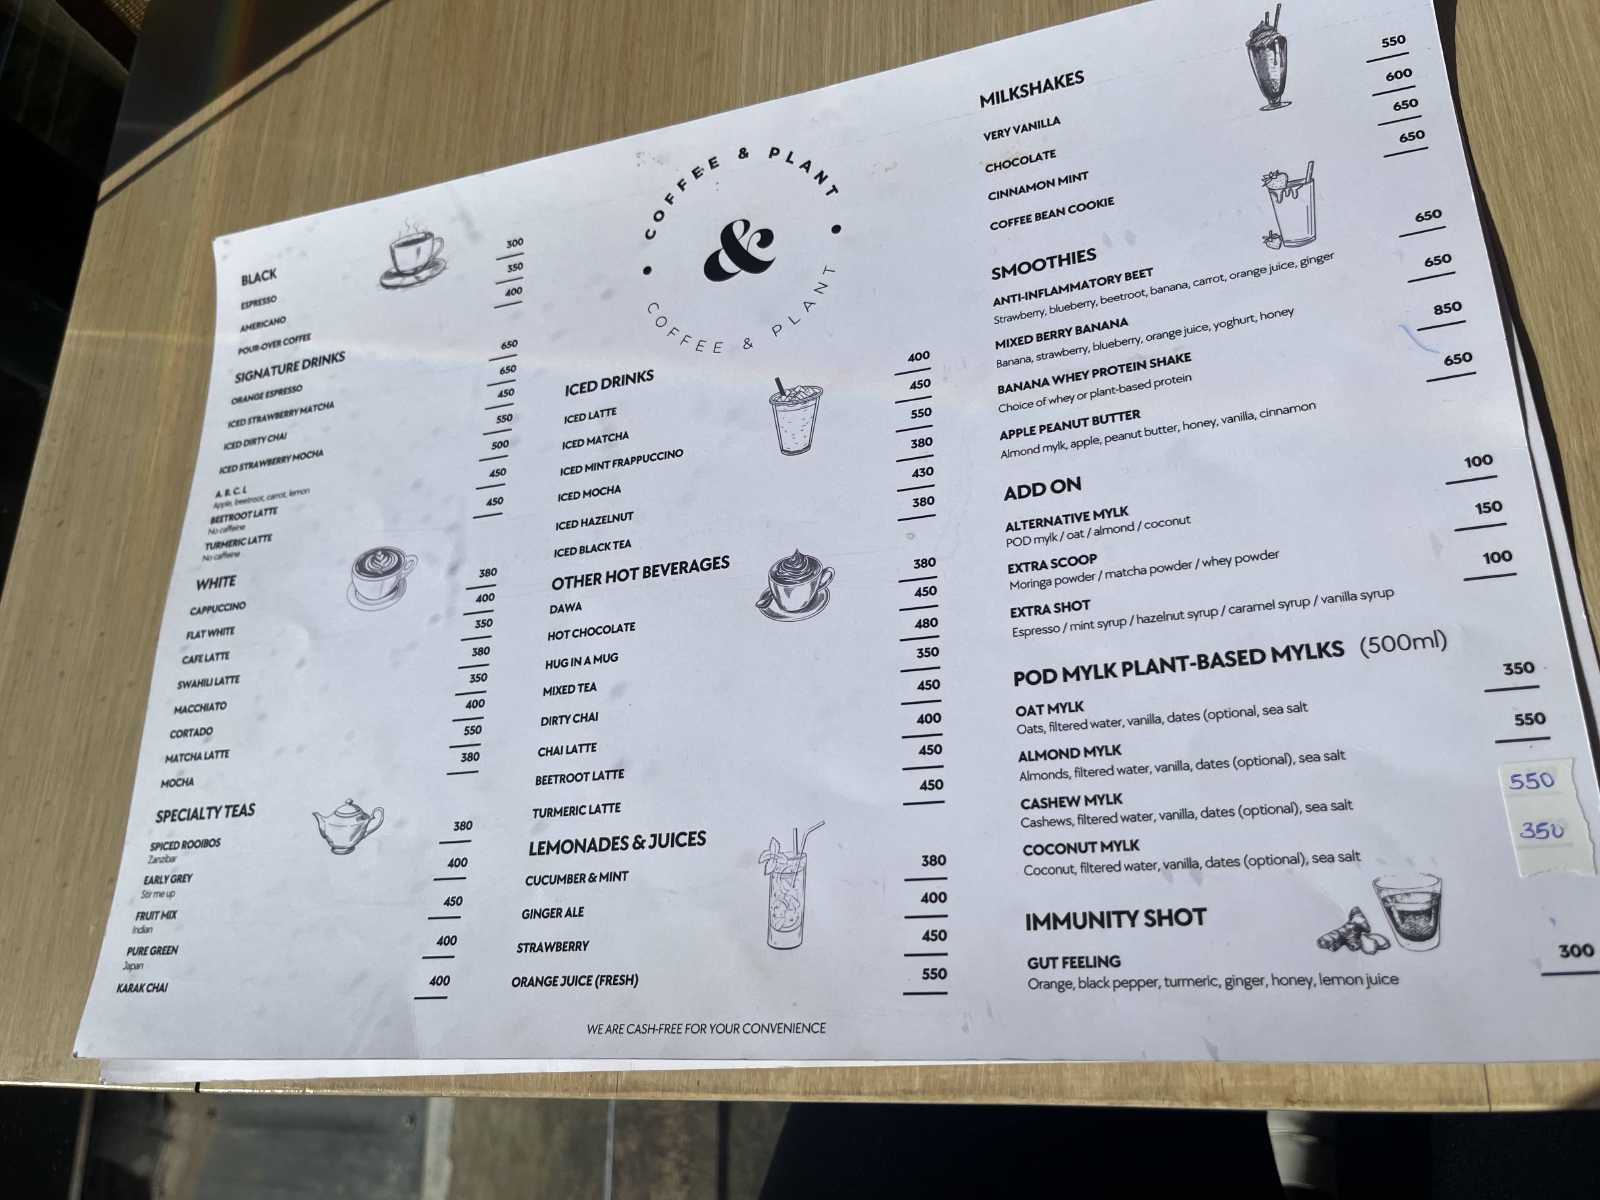 BLACK
ESPRESSO 300
AMERICANO 350
POUR-OVER COFFEE 400
SIGNATURE DRINKS
ORANGE ESPRESSO 650
ICED STRAWBERRY MATCHA 650
ICED DIRTY CHAI 450
ICED STRAWBERRY MOCHA 550
A. B. C. L 500
Apple, beetroot, carrot, lemon
BEETROOT LATTE 450
No caffeine
TURMERIC LATTE 450
No caffeine
WHITE
CAPPUCCINO 380
FLAT WHITE 400
CAFE LATTE 350
SWAHILI LATTE 380
MACCHIATO 350
CORTADO 400
MATCHA LATTE 550
MOCHA 380
SPECIALTY TEAS
SPICED ROOIBOS 380
Zanzibar
EARLY GREY 400
Stir me up
FRUIT MIX 450
Indian
PURE GREEN 400
Japan
KARAK CHAI 400
COFFEE & PLANT
&
COFFEE & PLANT
ICED DRINKS
ICED LATTE 400
ICED MATCHA 450
ICED MINT FRAPPUCCINO 550
ICED MOCHA 380
ICED HAZELNUT 430
ICED BLACK TEA 380
OTHER HOT BEVERAGES
DAWA 380
HOT CHOCOLATE 450
HUG IN A MUG 480
MIXED TEA 350
DIRTY CHAI 450
CHAI LATTE 400
BEETROOT LATTE 450
TURMERIC LATTE 450
LEMONADES & JUICES
CUCUMBER & MINT 380
GINGER ALE 400
STRAWBERRY 450
ORANGE JUICE (FRESH) 550
WE ARE CASH-FREE FOR YOUR CONVENIENCE
MILKSHAKES
VERY VANILLA 550
CHOCOLATE 600
CINNAMON MINT 650
COFFEE BEAN COOKIE 650
SMOOTHIES
ANTI-INFLAMMATORY BEET 650
Strawberry, blueberry, beetroot, banana, carrot, orange juice, ginger
MIXED BERRY BANANA 650
Banana, strawberry, blueberry, orange juice, yoghurt, honey
BANANA WHEY PROTEIN SHAKE 850
Choice of whey or plant-based protein
APPLE PEANUT BUTTER 650
Almond mylk, apple, peanut butter, honey, vanilla, cinnamon
ADD ON
ALTERNATIVE MYLK 100
POD mylk / oat / almond / coconut
EXTRA SCOOP 150
Moringa powder / matcha powder / whey powder
EXTRA SHOT 100
Espresso / mint syrup / hazelnut syrup / caramel syrup / vanilla syrup
POD MYLK PLANT-BASED MYLKS (500ml)
OAT MYLK 350
Oats, filtered water, vanilla, dates (optional, sea salt
ALMOND MYLK 550
Almonds, filtered water, vanilla, dates (optional), sea salt
CASHEW MYLK 550
Cashews, filtered water, vanilla, dates (optional), sea salt
COCONUT MYLK 350
Coconut, filtered water, vanilla, dates (optional), sea salt
IMMUNITY SHOT
GUT FEELING 300
Orange, black pepper, turmeric, ginger, honey, lemon juice